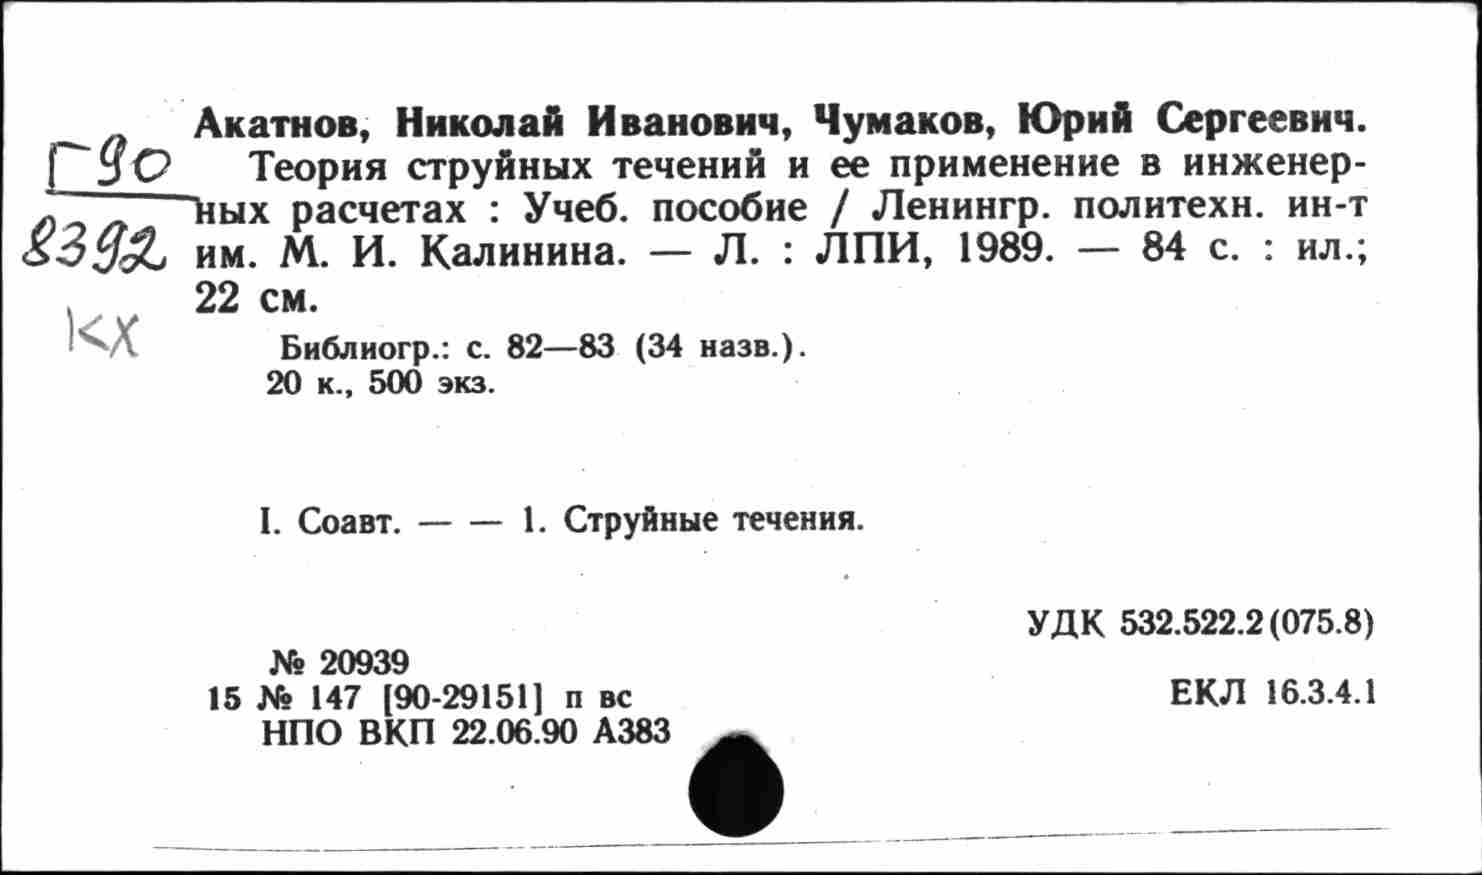 Акатнов, Николай Иванович, Чумаков, Юрий Сергеевич.
Г90
Теория струйных течений и ее применение в инженер-
ных расчетах : Учеб. пособие / Ленингр. политехн. ин-т
8392
им. М. И. Калинина. — Л. : ЛПИ, 1989. — 84 с. : ил.;
22 см.
КХ
Библиогр.: с. 82—83 (34 назв.).
20 к., 500 экз.
I. Соавт. — — 1. Струйные течения.
УДК 532.522.2(075.8)
№ 20939
15 № 147 [90-29151] п вс
ЕКЛ 16.3.4.1
НПО ВКП 22.06.90 А383